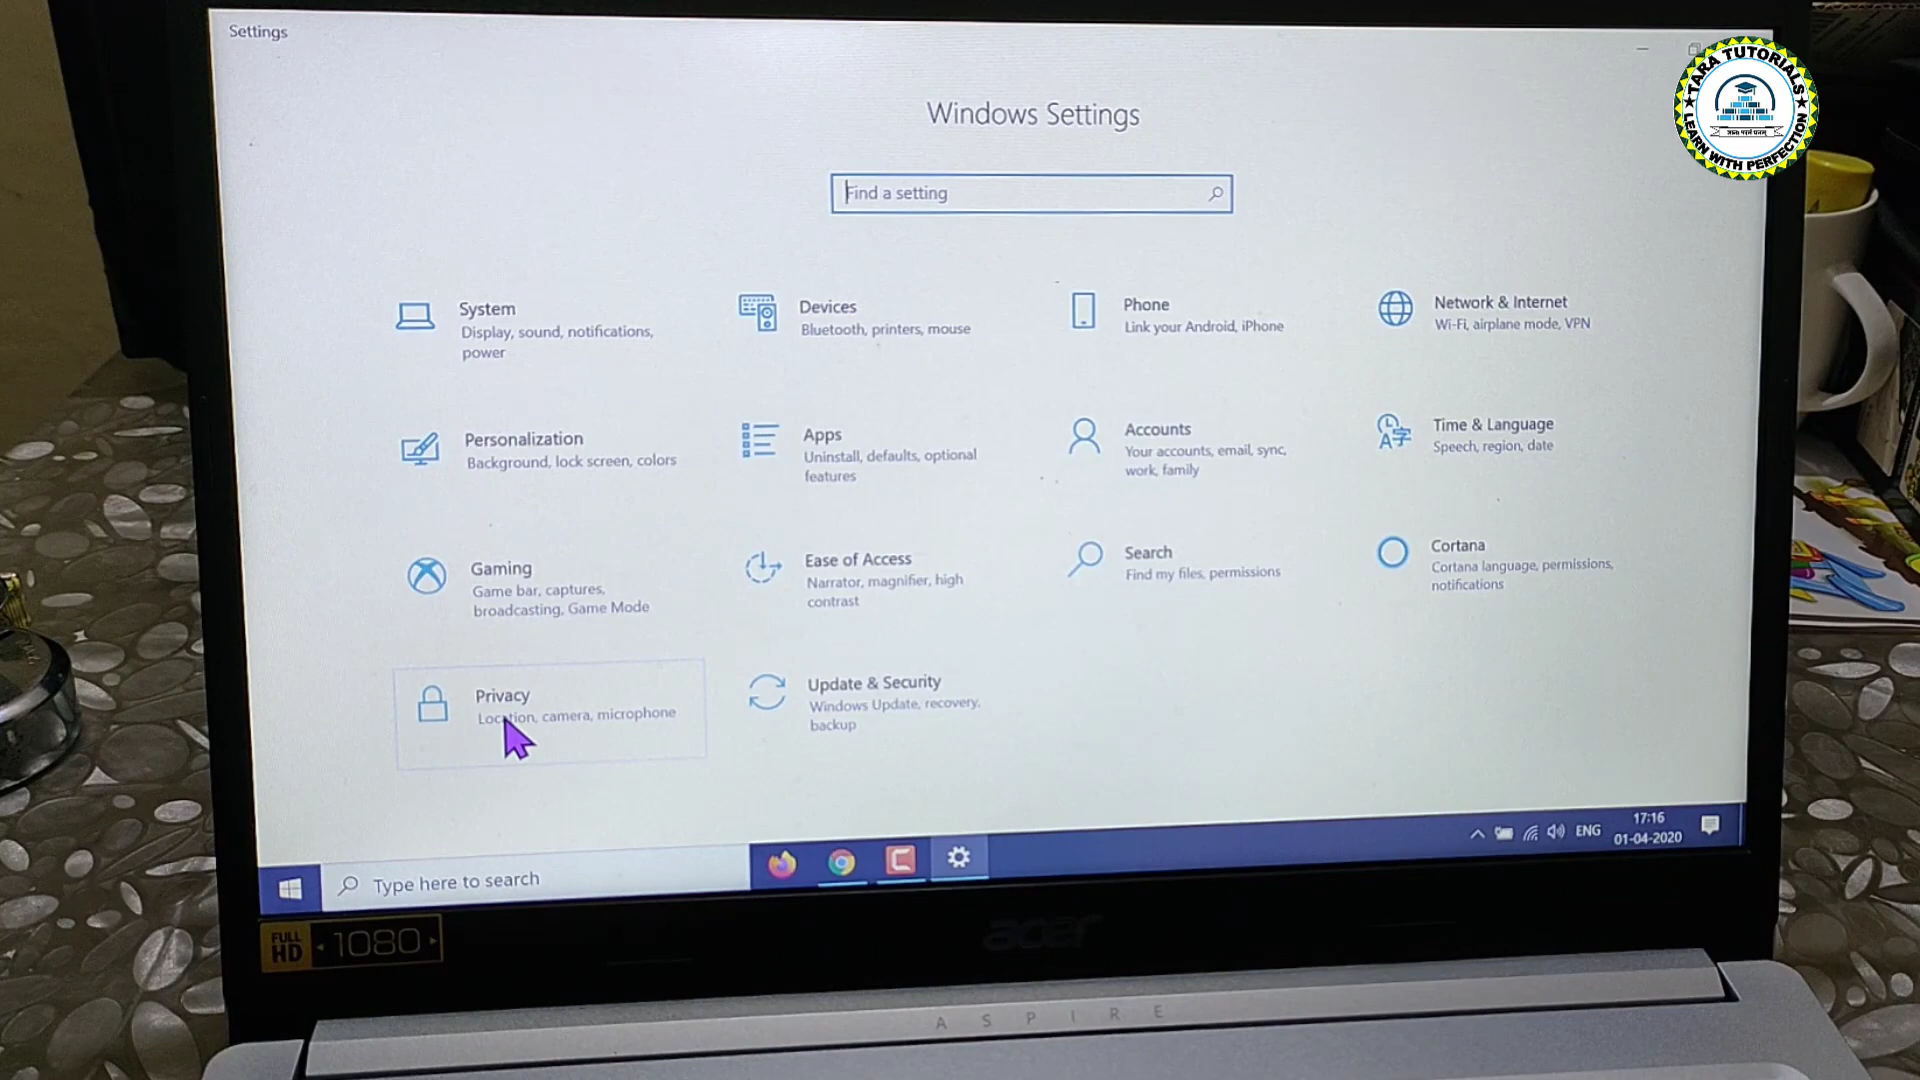 Settings
TARA TUTORIALS
LEARN WITH PERFECTION
Windows Settings
Find a setting
System
Display, sound, notifications,
power
Devices
Bluetooth, printers, mouse
Phone
Link your Android, iPhone
Network & Internet
Wi-Fi, airplane mode, VPN
Personalization
Background, lock screen, colors
Apps
Uninstall, defaults, optional
features
Accounts
Your accounts, email, sync,
work, family
Time & Language
Speech, region, date
Gaming
Game bar, captures,
broadcasting, Game Mode
Ease of Access
Narrator, magnifier, high
contrast
Search
Find my files, permissions
Cortana
Cortana language, permissions,
notifications
Privacy
Location, camera, microphone
Update & Security
Windows Update, recovery,
backup
Type here to search
ENG
17:16
01-04-2020
FULL HD 1080
acer
ASPIRE